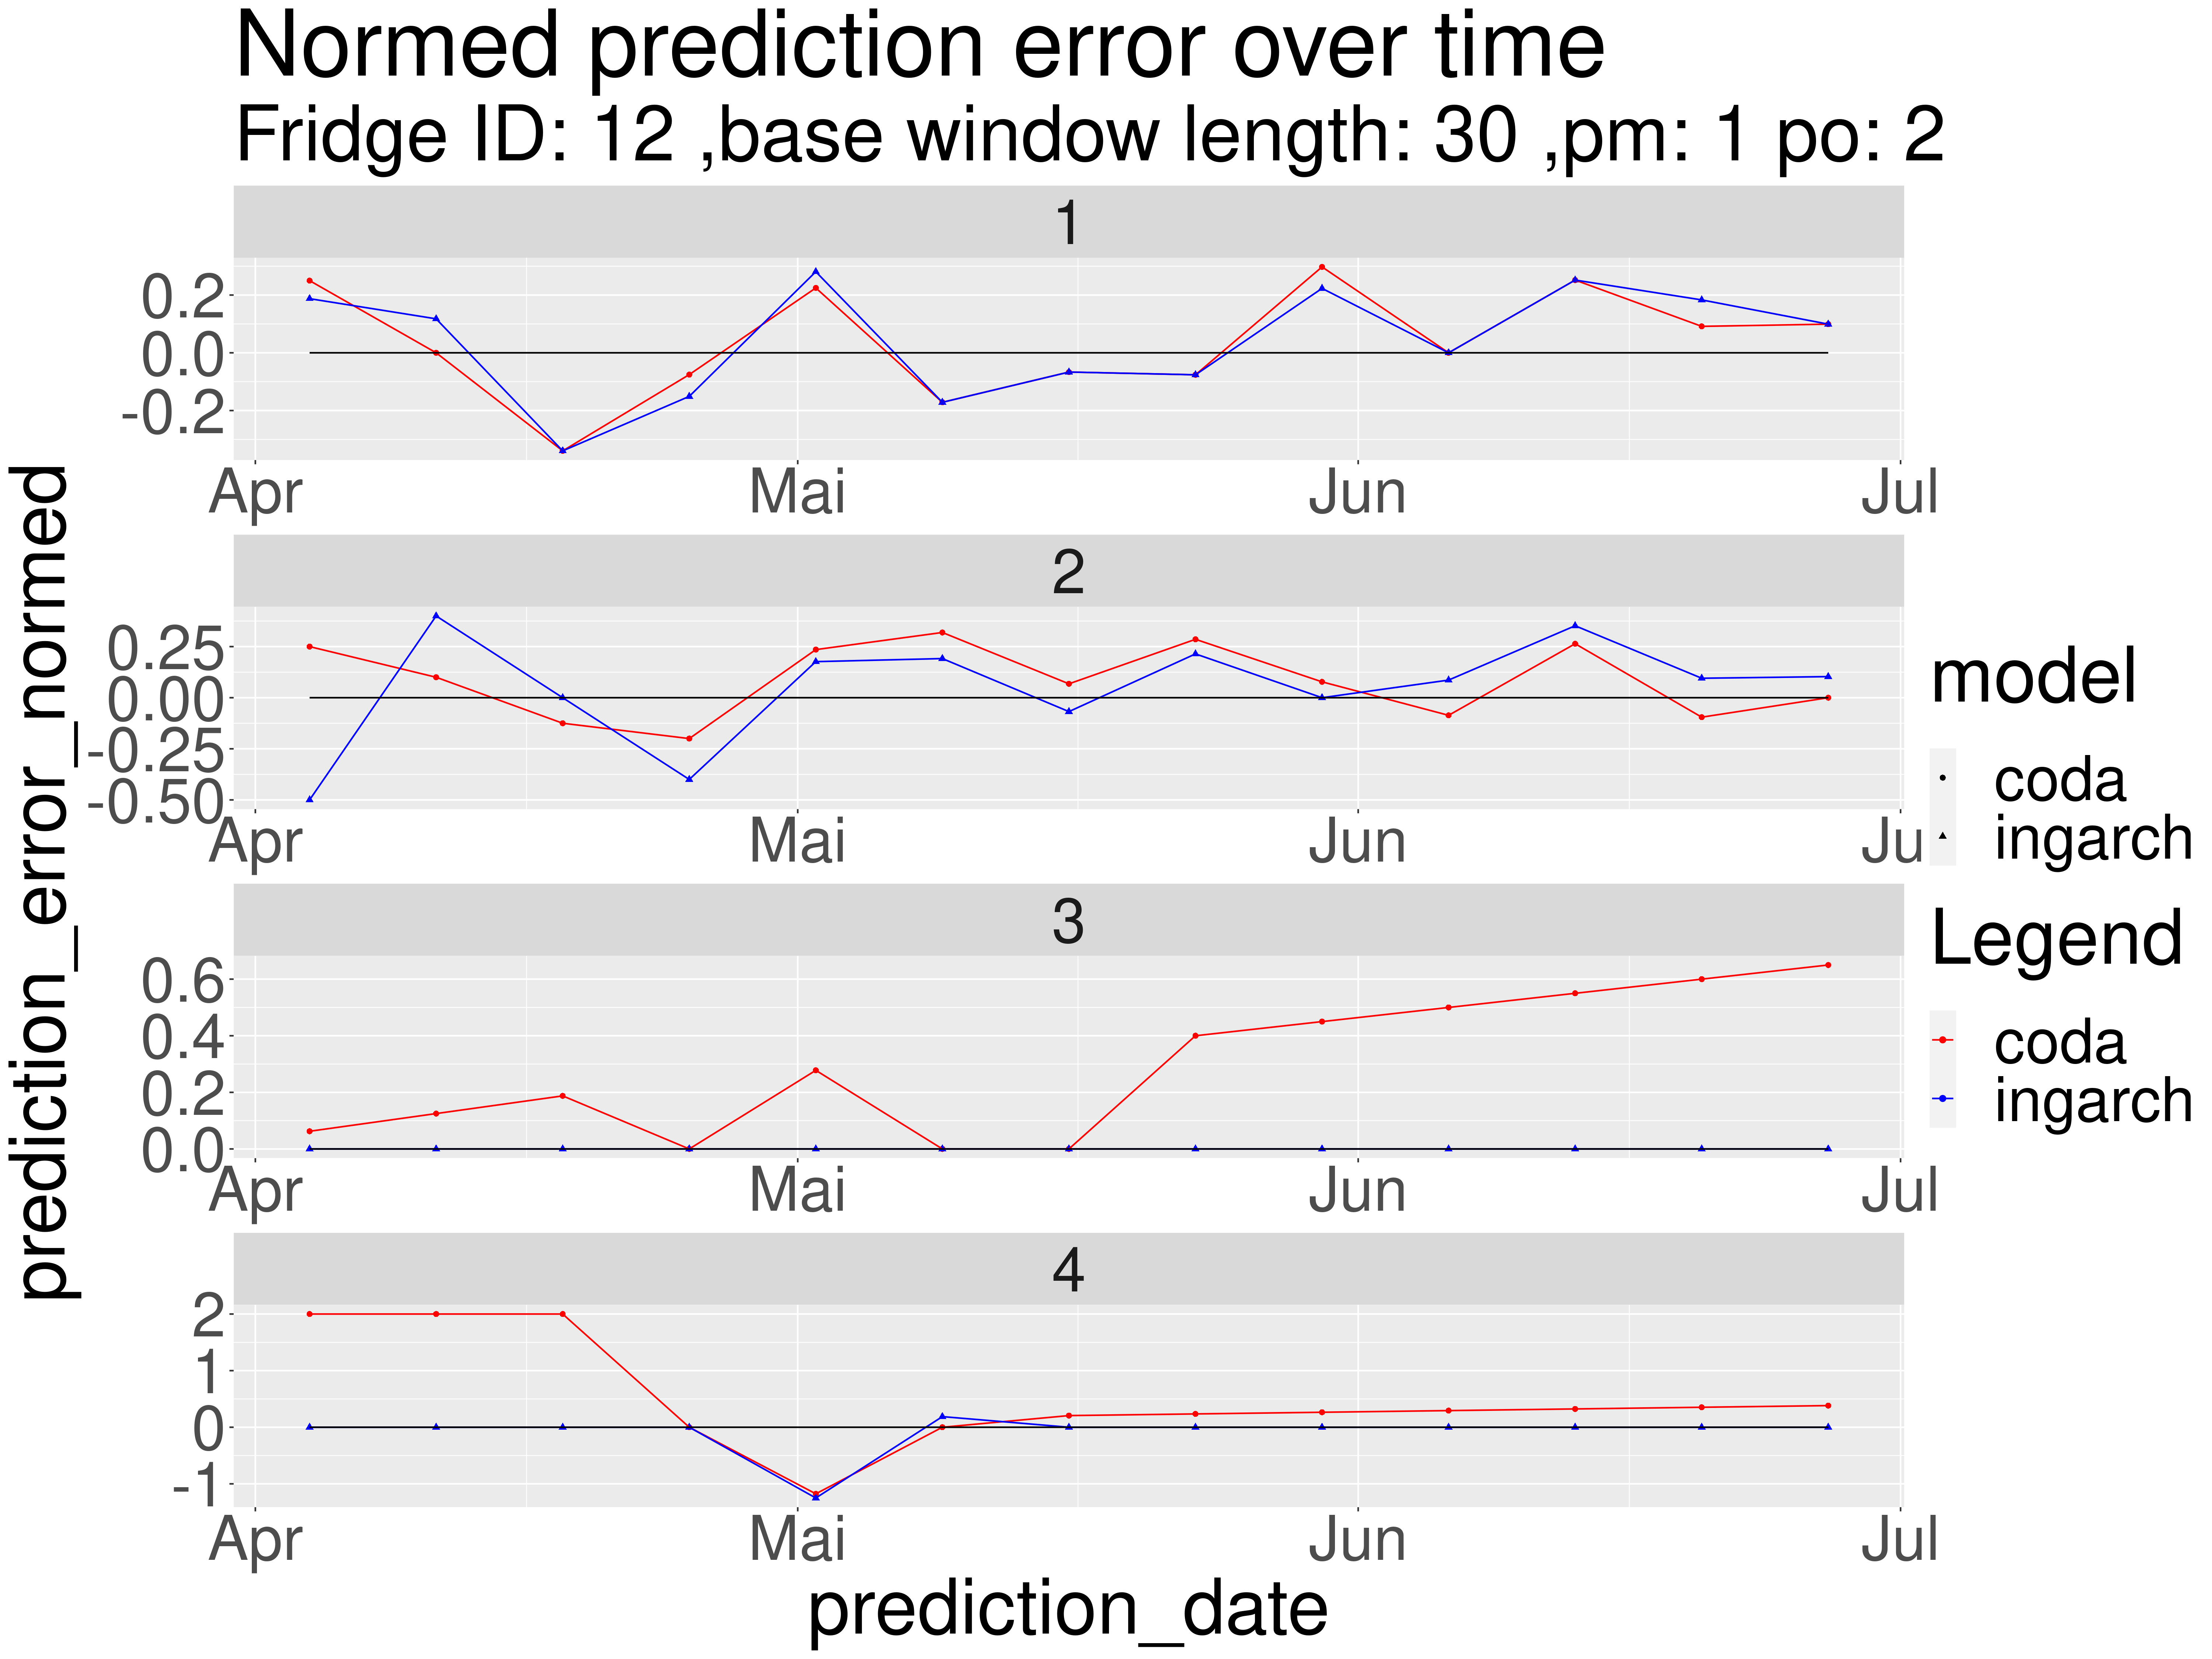 Normed prediction error over time
Fridge ID: 12 ,base window length: 30 ,pm: 1 po: 2
prediction_error_normed
1
0.2
0.0
-0.2
Apr Mai Jun Jul
2
0.25
0.00
-0.25
-0.50
Apr Mai Jun Ju
3
0.6
0.4
0.2
0.0
Apr Mai Jun Jul
4
2
1
0
-1
Apr Mai Jun Jul
prediction_date
model
coda
ingarch
Legend
coda
ingarch